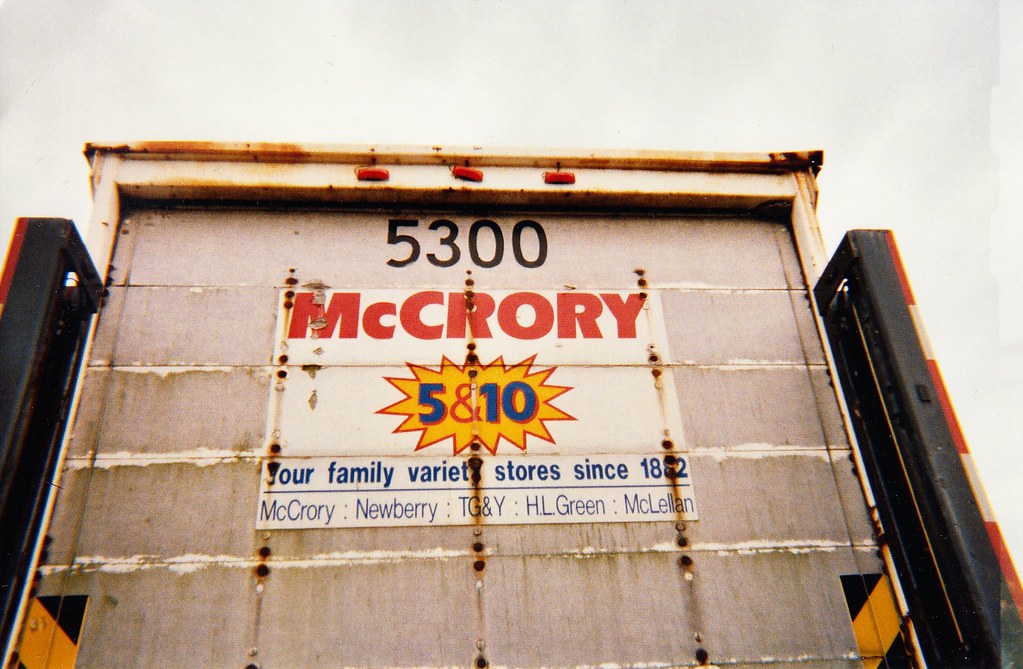 5300
McCRORY
5&10
Your family variety stores since 1882
McCrory : Newberry : TG&Y : H.L.Green : McLellan